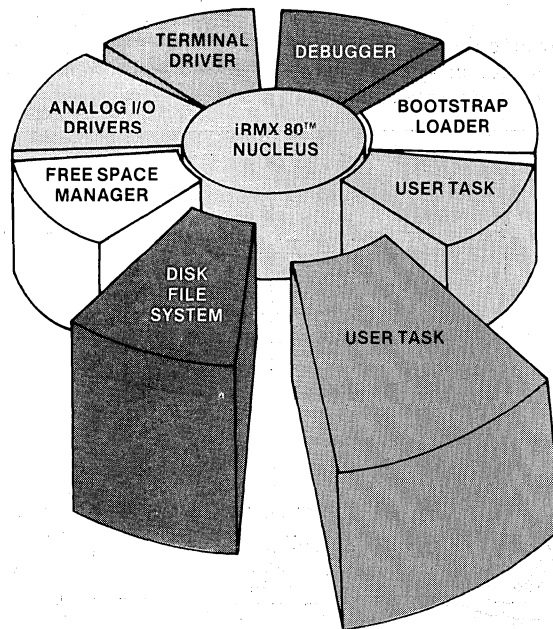 TERMINAL
DRIVER
DEBUGGER
ANALOG I/O
DRIVERS
iRMX 80™
NUCLEUS
BOOTSTRAP
LOADER
FREE SPACE
MANAGER
USER TASK
DISK
FILE
SYSTEM
USER TASK